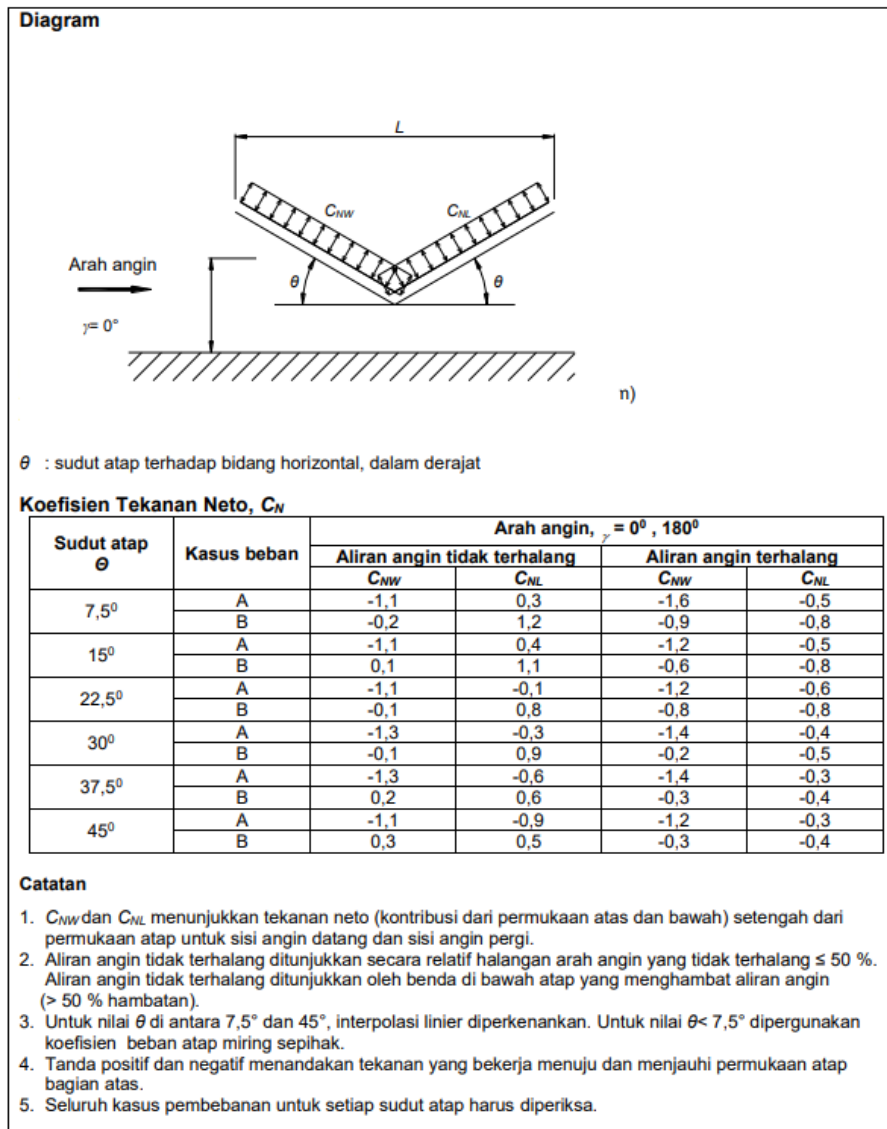 Diagram
L
C_NW C_NL
Arah angin
θ θ
γ= 0°
n)
θ : sudut atap terhadap bidang horizontal, dalam derajat
Koefisien Tekanan Neto, C_N
Sudut atap Θ Kasus beban Arah angin, γ = 0⁰ , 180⁰
Aliran angin tidak terhalang Aliran angin terhalang
C_NW C_NL C_NW C_NL
7,5⁰ A -1,1 0,3 -1,6 -0,5
B -0,2 1,2 -0,9 -0,8
15⁰ A -1,1 0,4 -1,2 -0,5
B 0,1 1,1 -0,6 -0,8
22,5⁰ A -1,1 -0,1 -1,2 -0,6
B -0,1 0,8 -0,8 -0,8
30⁰ A -1,3 -0,3 -1,4 -0,4
B -0,1 0,9 -0,2 -0,5
37,5⁰ A -1,3 -0,6 -1,4 -0,3
B 0,2 0,6 -0,3 -0,4
45⁰ A -1,1 -0,9 -1,2 -0,3
B 0,3 0,5 -0,3 -0,4
Catatan
1. C_NW dan C_NL menunjukkan tekanan neto (kontribusi dari permukaan atas dan bawah) setengah dari
permukaan atap untuk sisi angin datang dan sisi angin pergi.
2. Aliran angin tidak terhalang ditunjukkan secara relatif halangan arah angin yang tidak terhalang ≤ 50 %.
Aliran angin tidak terhalang ditunjukkan oleh benda di bawah atap yang menghambat aliran angin
(> 50 % hambatan).
3. Untuk nilai θ di antara 7,5° dan 45°, interpolasi linier diperkenankan. Untuk nilai θ< 7,5° dipergunakan
koefisien beban atap miring sepihak.
4. Tanda positif dan negatif menandakan tekanan yang bekerja menuju dan menjauhi permukaan atap
bagian atas.
5. Seluruh kasus pembebanan untuk setiap sudut atap harus diperiksa.